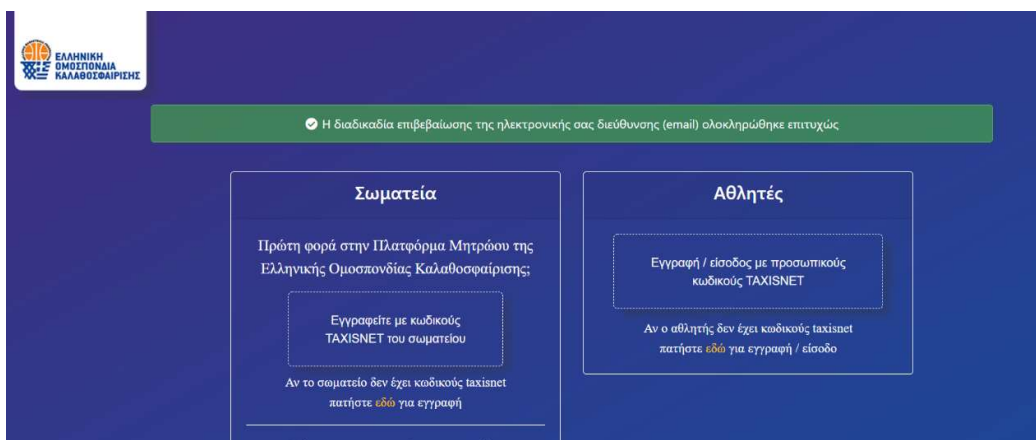 ΕΛΛΗΝΙΚΗ
ΟΜΟΣΠΟΝΔΙΑ
ΚΑΛΑΘΟΣΦΑΙΡΙΣΗΣ
Η διαδικαδία επιβεβαίωσης της ηλεκτρονικής σας διεύθυνσης (email) ολοκληρώθηκε επιτυχώς
Σωματεία
Πρώτη φορά στην Πλατφόρμα Μητρώου της
Ελληνικής Ομοσπονδίας Καλαθοσφαίρισης;
Εγγραφείτε με κωδικούς
TAXISNET του σωματείου
Αν το σωματείο δεν έχει κωδικούς taxisnet
πατήστε εδώ για εγγραφή
Αθλητές
Εγγραφή / είσοδος με προσωπικούς
κωδικούς TAXISNET
Αν ο αθλητής δεν έχει κωδικούς taxisnet
πατήστε εδώ για εγγραφή / είσοδο